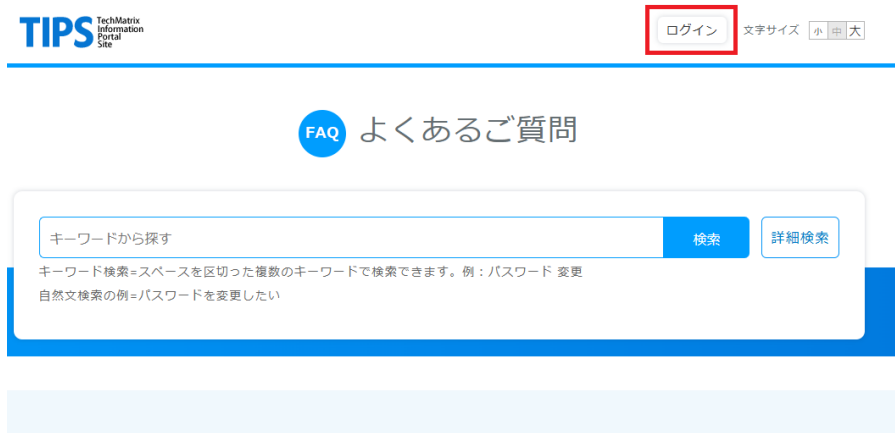 TIPS TechMatrix
Information
Portal
Site
ログイン 文字サイズ 小 中 大
FAQ よくあるご質問
キーワードから探す 検索 詳細検索
キーワード検索=スペースを区切った複数のキーワードで検索できます。例：パスワード 変更
自然文検索の例=パスワードを変更したい